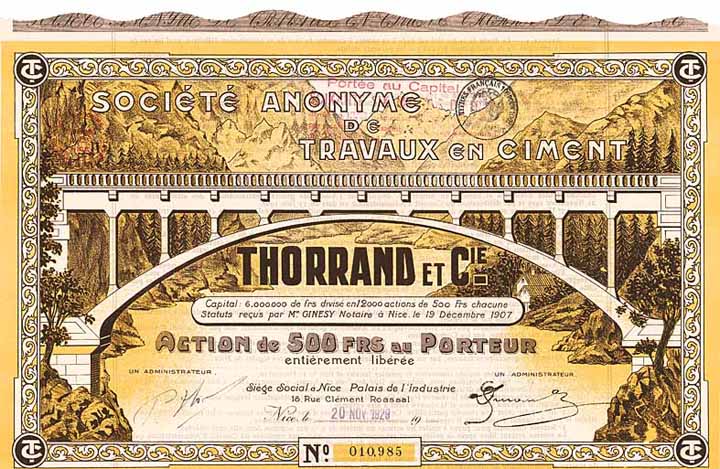 Portée au Capital
SOCIÉTÉ ANONYME
DE
TRAVAUX EN CIMENT
THORRAND ET CIE
Capital: 6.000.000 de frs divisé en 12000 actions de 500 Frs chacune
Statuts reçus par Me. GINESY Notaire à Nice. le 19 Décembre 1907
ACTION de 500 FRS AU PORTEUR
entièrement libérée
UN ADMINISTRATEUR
UN ADMINISTRATEUR
Siège Social à Nice Palais de l'Industrie
18. Rue Clément Roassal
Nice, le 20 NOV 1929 19
No 010,985